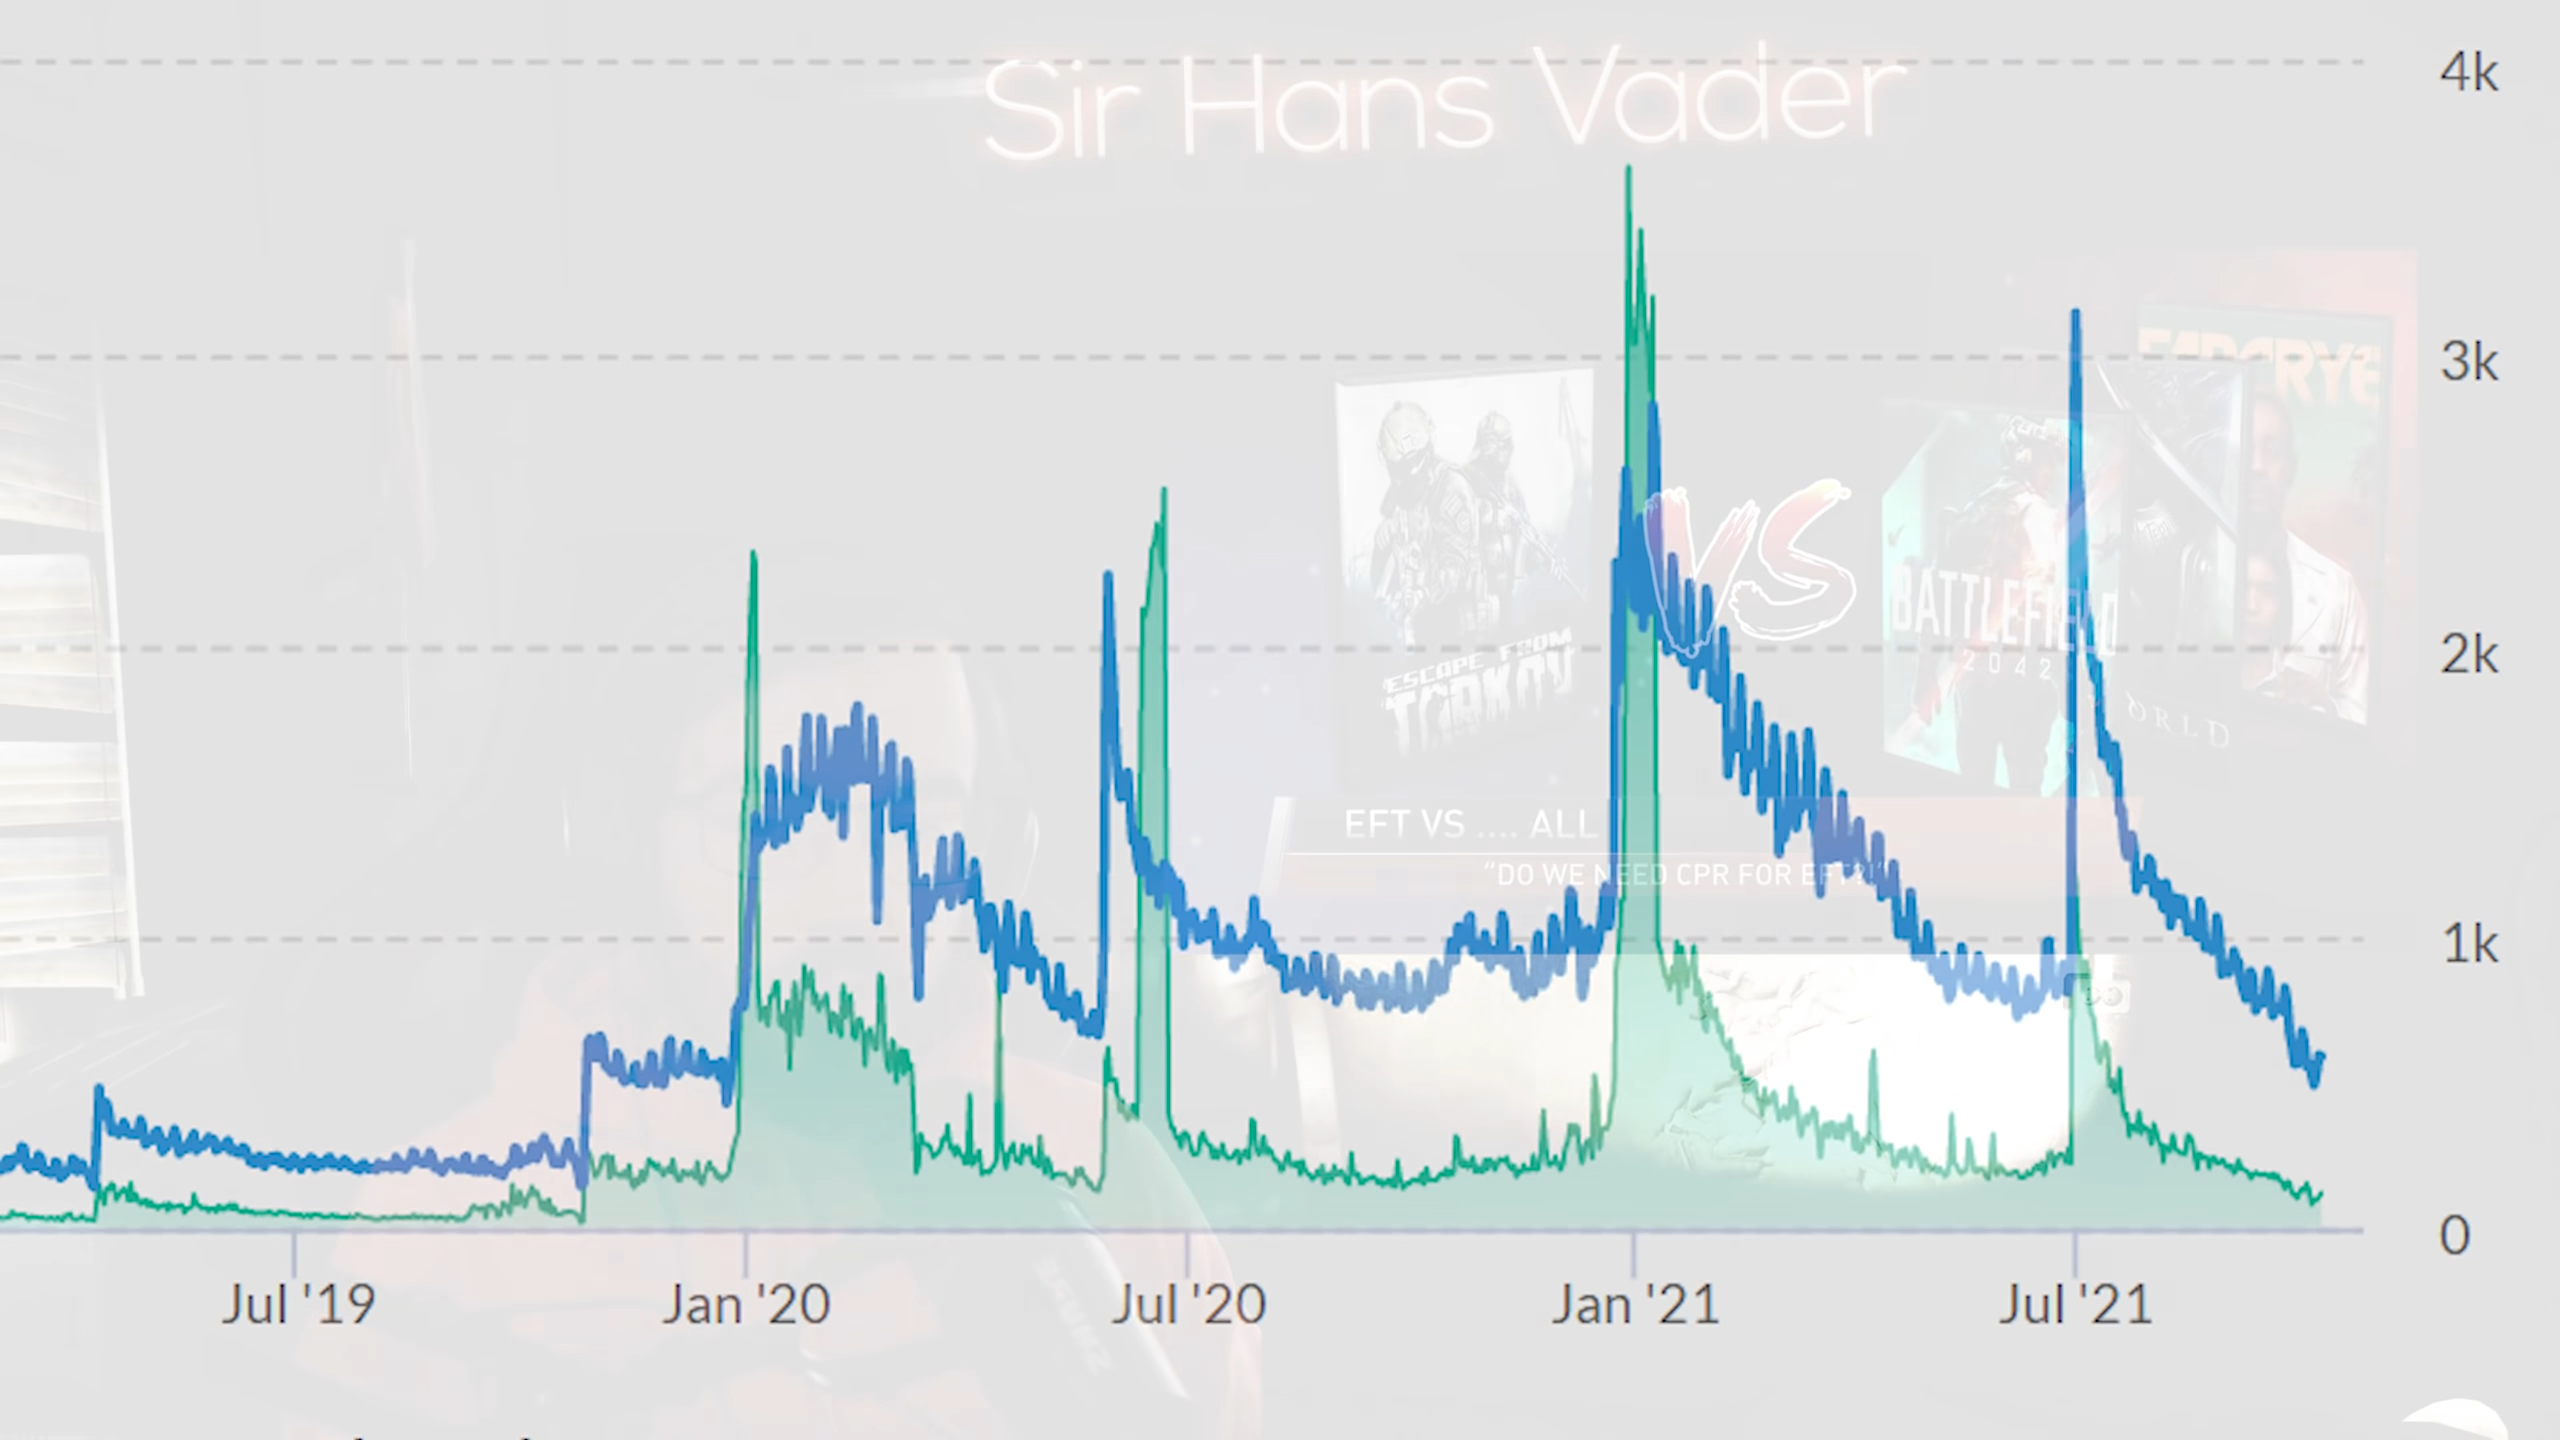 Sir Hans Vader
4k
3k
2k
1k
0
ESCAPE FROM
TARKOV
VS
BATTLEFIELD
2042
FARCRY6
EFT VS .... ALL
"DO WE NEED CPR FOR EFT?!"
Jul '19
Jan '20
Jul '20
Jan '21
Jul '21